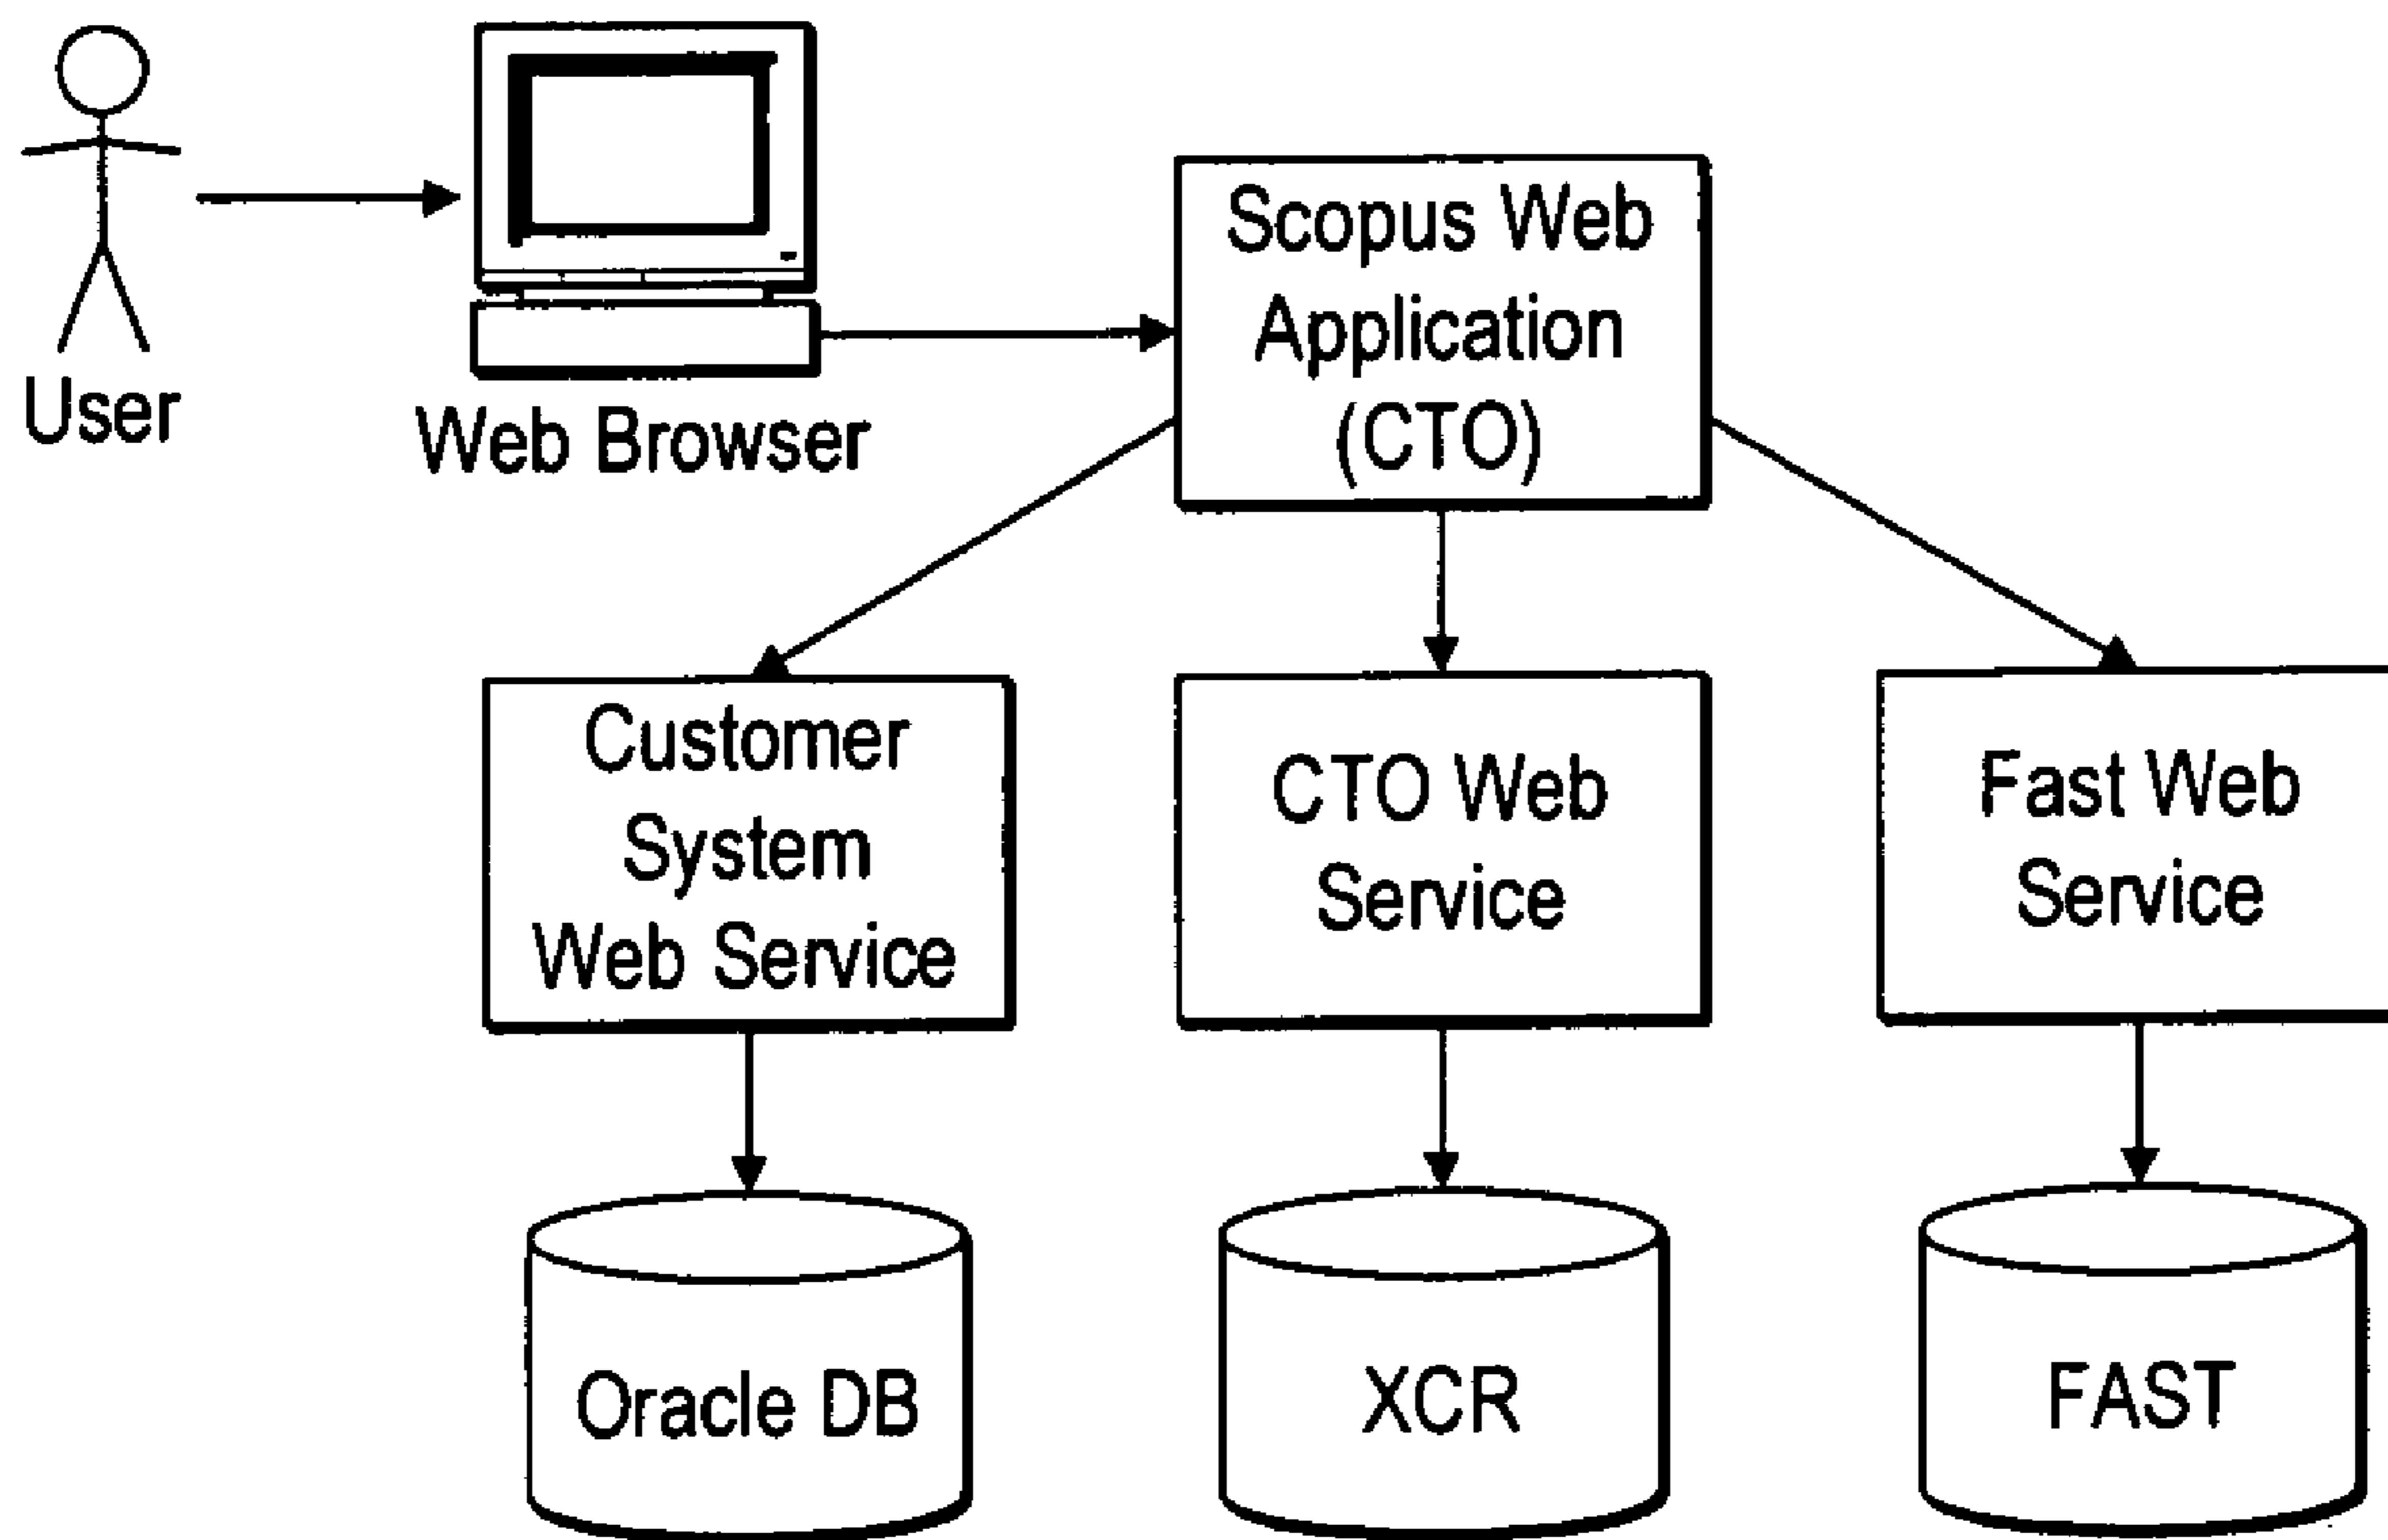 User
Web Browser
Scopus Web
Application
(CTO)
Customer
System
Web Service
CTO Web
Service
Fast Web
Service
Oracle DB
XCR
FAST